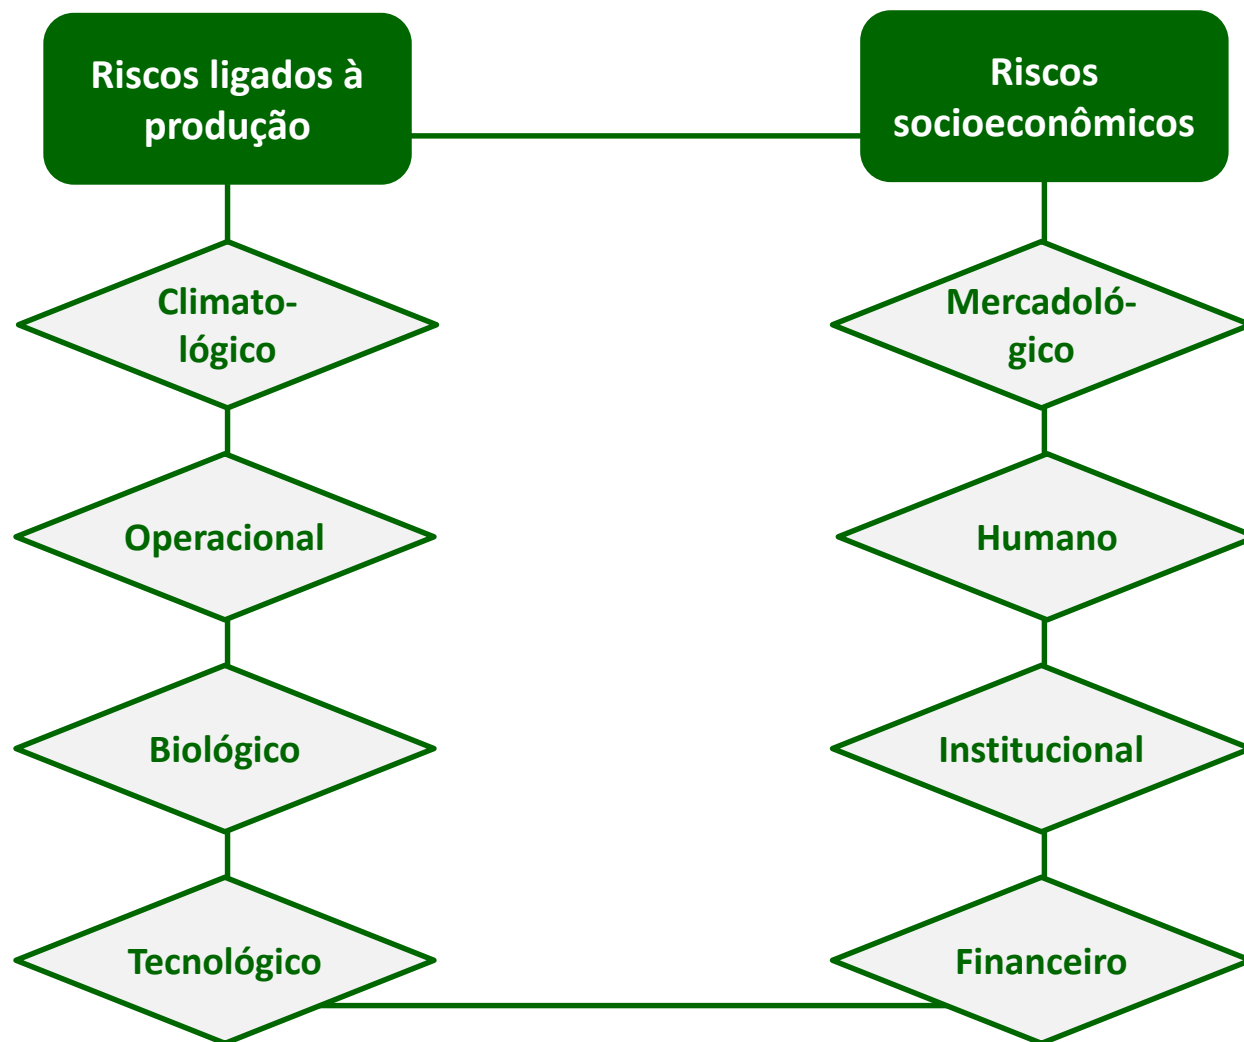 Riscos ligados à
produção
Riscos
socioeconômicos
Climato-
lógico
Mercadoló-
gico
Operacional
Humano
Biológico
Institucional
Tecnológico
Financeiro